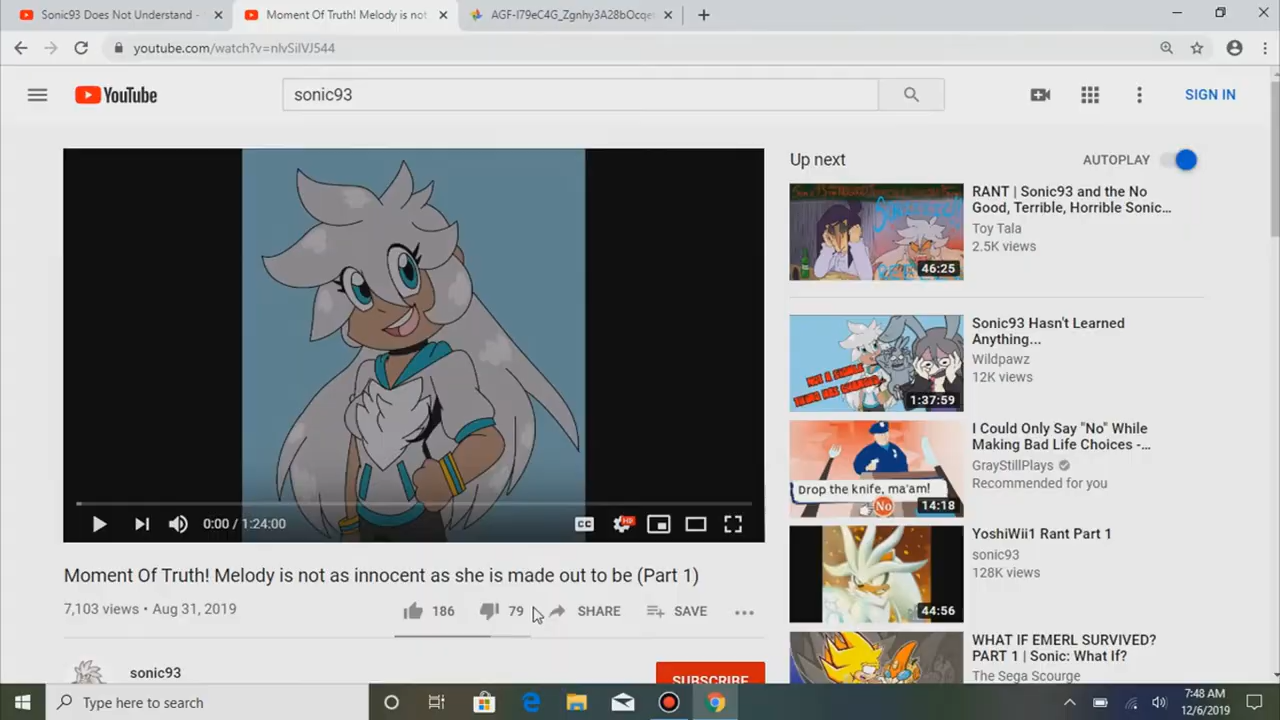 Sonic93 Does Not Understand -
Moment Of Truth! Melody is not
AGF-l79eC4G_Zgnhy3A28bOcqe
youtube.com/watch?v=nlvSilVJ544
YouTube
sonic93
SIGN IN
Up next
AUTOPLAY
RANT | Sonic93 and the No
Good, Terrible, Horrible Sonic...
Toy Tala
2.5K views
46:25
Sonic93 Hasn't Learned
Anything...
Wildpawz
12K views
1:37:59
I Could Only Say "No" While
Making Bad Life Choices -...
GrayStillPlays
Recommended for you
Drop the knife, ma'am!
No
14:18
YoshiWii1 Rant Part 1
sonic93
128K views
44:56
WHAT IF EMERL SURVIVED?
PART 1 | Sonic: What If?
The Sega Scourge
0:00 / 1:24:00
CC
HD
Moment Of Truth! Melody is not as innocent as she is made out to be (Part 1)
7,103 views • Aug 31, 2019
186
79
SHARE
SAVE
sonic93
SUBSCRIBE
Type here to search
7:48 AM
12/6/2019